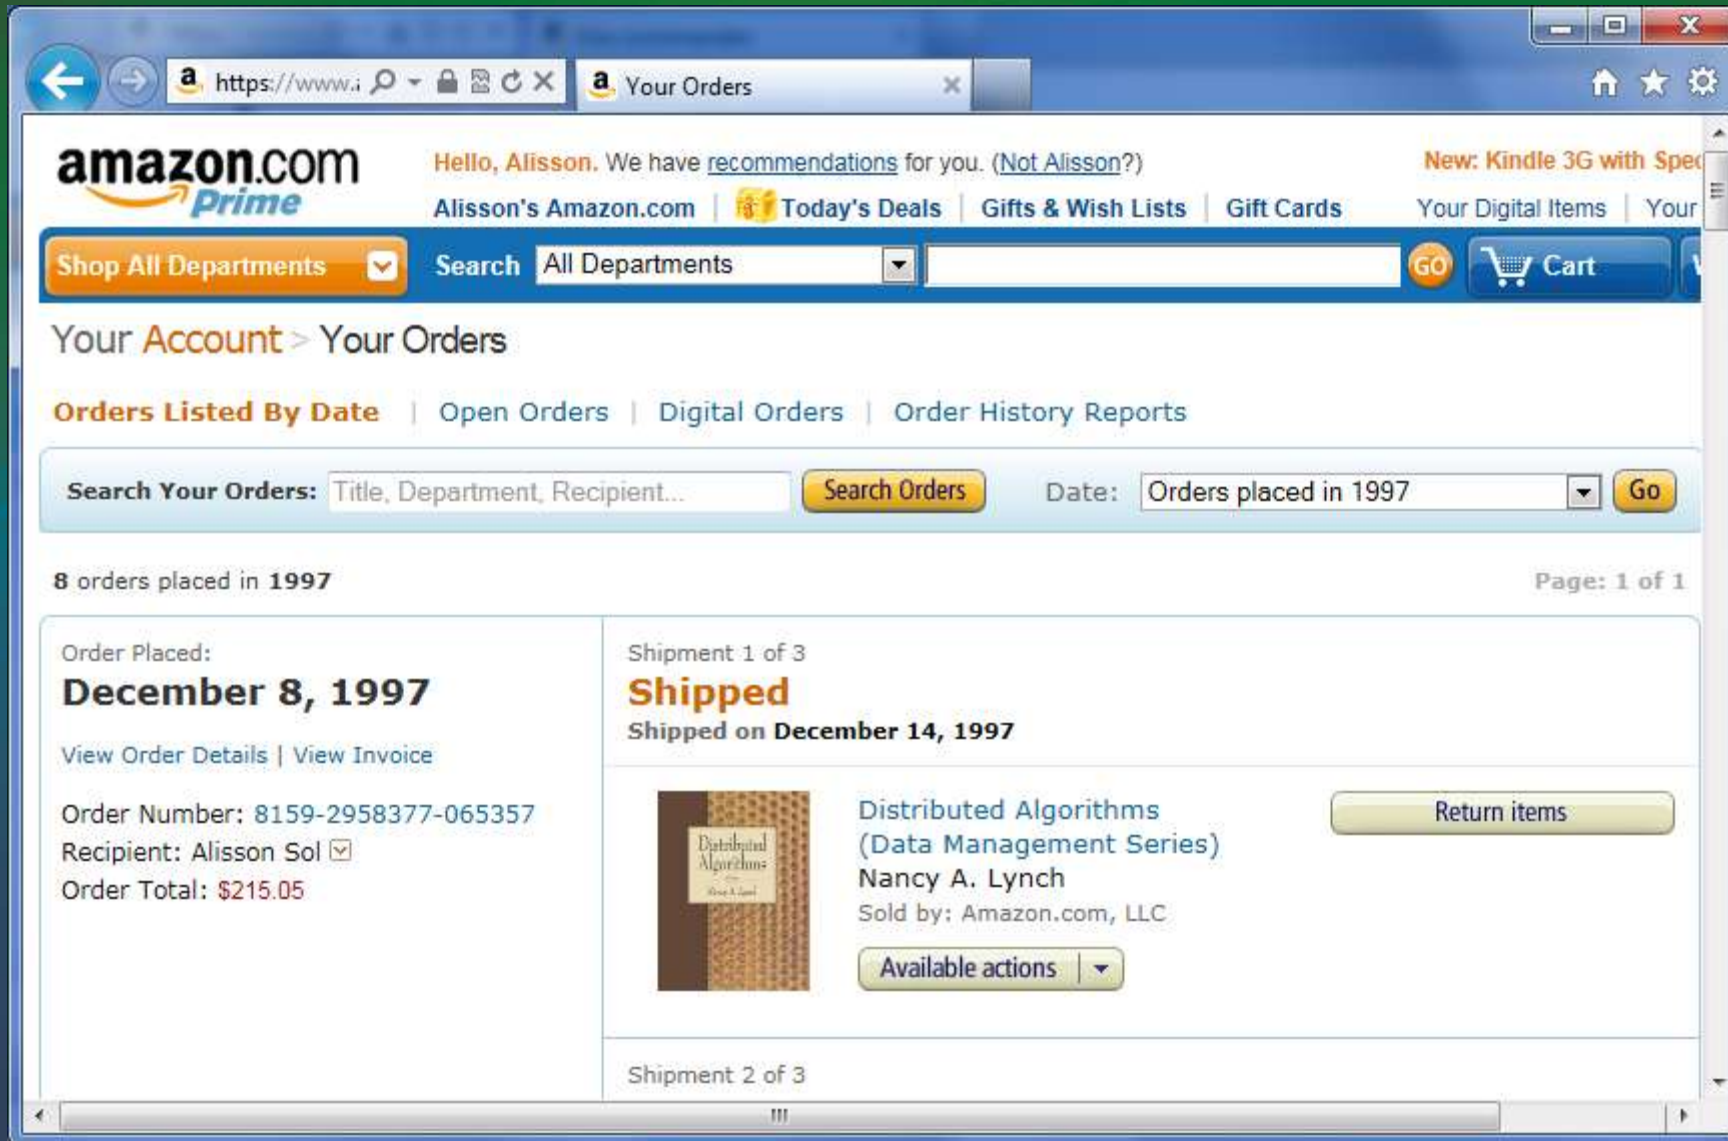 https://www.a
Your Orders
amazon.com
Prime
Hello, Alisson. We have recommendations for you. (Not Alisson?)
New: Kindle 3G with Spec
Alisson's Amazon.com | Today's Deals | Gifts & Wish Lists | Gift Cards
Your Digital Items | Your
Shop All Departments
Search All Departments
GO
Cart
Your Account > Your Orders
Orders Listed By Date | Open Orders | Digital Orders | Order History Reports
Search Your Orders: Title, Department, Recipient... Search Orders Date: Orders placed in 1997 Go
8 orders placed in 1997
Page: 1 of 1
Order Placed:
December 8, 1997
View Order Details | View Invoice
Order Number: 8159-2958377-065357
Recipient: Alisson Sol
Order Total: $215.05
Shipment 1 of 3
Shipped
Shipped on December 14, 1997
Distributed
Algorithms
Distributed Algorithms
(Data Management Series)
Nancy A. Lynch
Sold by: Amazon.com, LLC
Available actions
Return items
Shipment 2 of 3